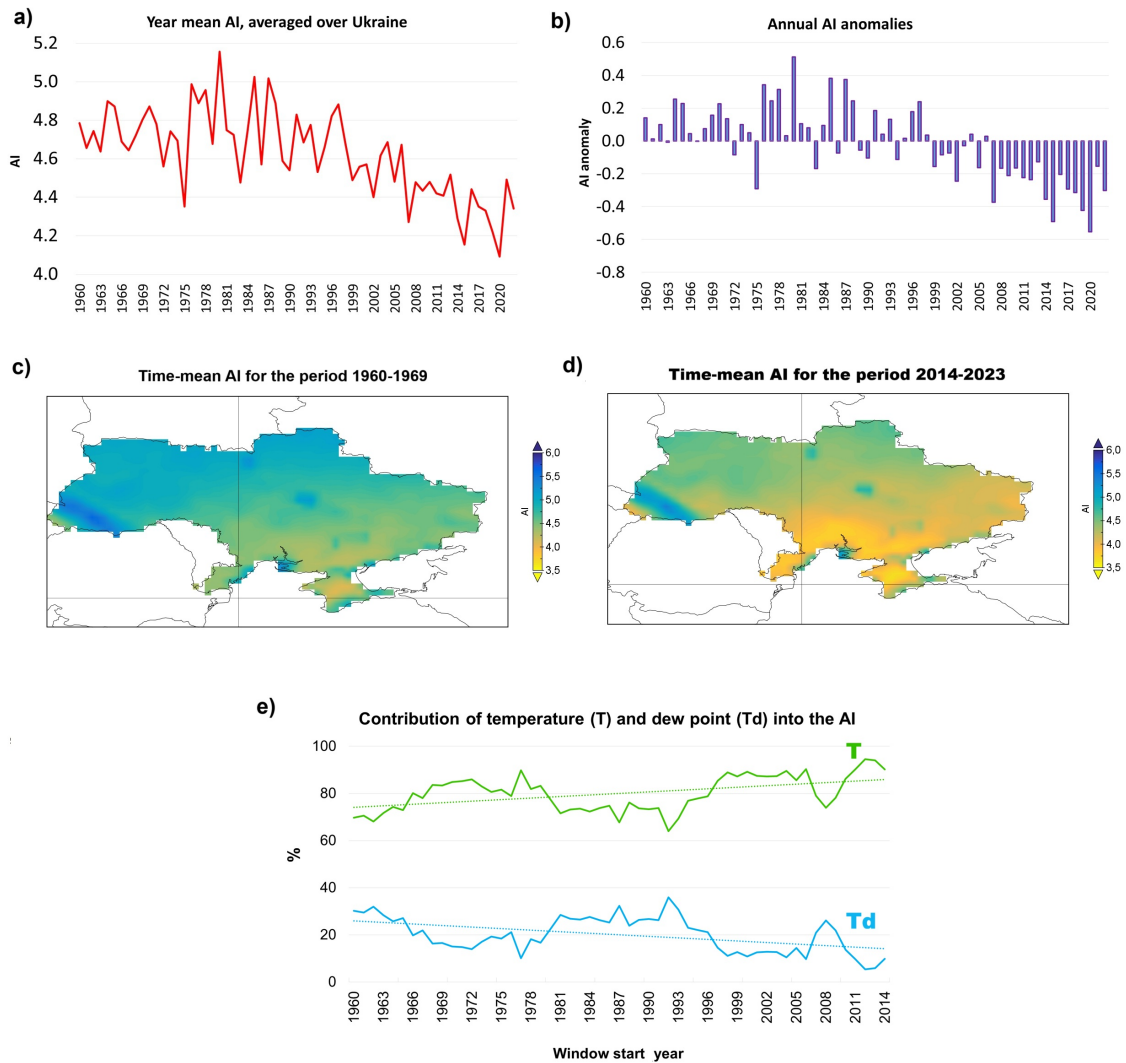 a)
Year mean AI, averaged over Ukraine
5.2
5.0
4.8
4.6
4.4
4.2
4.0
AI
1960 1963 1966 1969 1972 1975 1978 1981 1984 1987 1990 1993 1996 1999 2002 2005 2008 2011 2014 2017 2020
b)
Annual AI anomalies
0.6
0.4
0.2
0.0
-0.2
-0.4
-0.6
-0.8
AI anomaly
1960 1963 1966 1969 1972 1975 1978 1981 1984 1987 1990 1993 1996 1999 2002 2005 2008 2011 2014 2017 2020
c)
Time-mean AI for the period 1960-1969
AI
6,0
5,5
5,0
4,5
4,0
3,5
d)
Time-mean AI for the period 2014-2023
AI
6,0
5,5
5,0
4,5
4,0
3,5
e)
Contribution of temperature (T) and dew point (Td) into the AI
100
80
60
40
20
0
%
T
Td
1960 1963 1966 1969 1972 1975 1978 1981 1984 1987 1990 1993 1996 1999 2002 2005 2008 2011 2014
Window start year